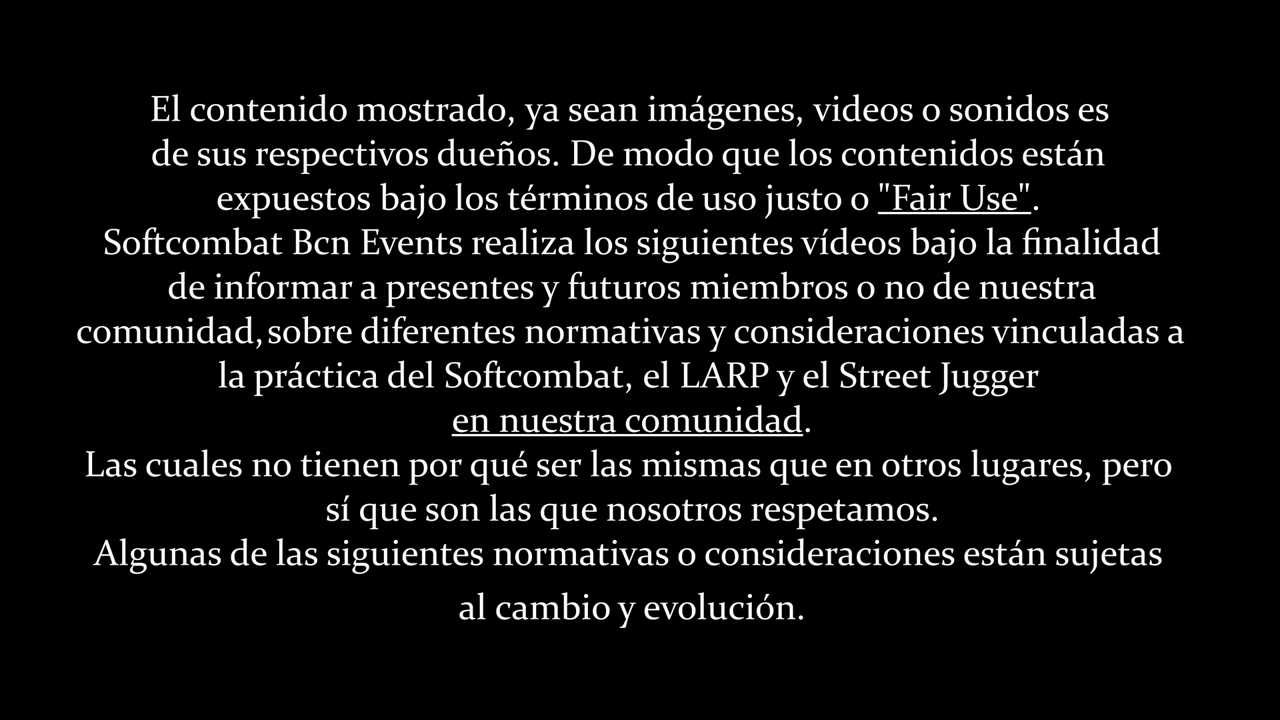 El contenido mostrado, ya sean imágenes, videos o sonidos es
de sus respectivos dueños. De modo que los contenidos están
expuestos bajo los términos de uso justo o "Fair Use".
Softcombat Bcn Events realiza los siguientes vídeos bajo la finalidad
de informar a presentes y futuros miembros o no de nuestra
comunidad, sobre diferentes normativas y consideraciones vinculadas a
la práctica del Softcombat, el LARP y el Street Jugger
en nuestra comunidad.
Las cuales no tienen por qué ser las mismas que en otros lugares, pero
sí que son las que nosotros respetamos.
Algunas de las siguientes normativas o consideraciones están sujetas
al cambio y evolución.